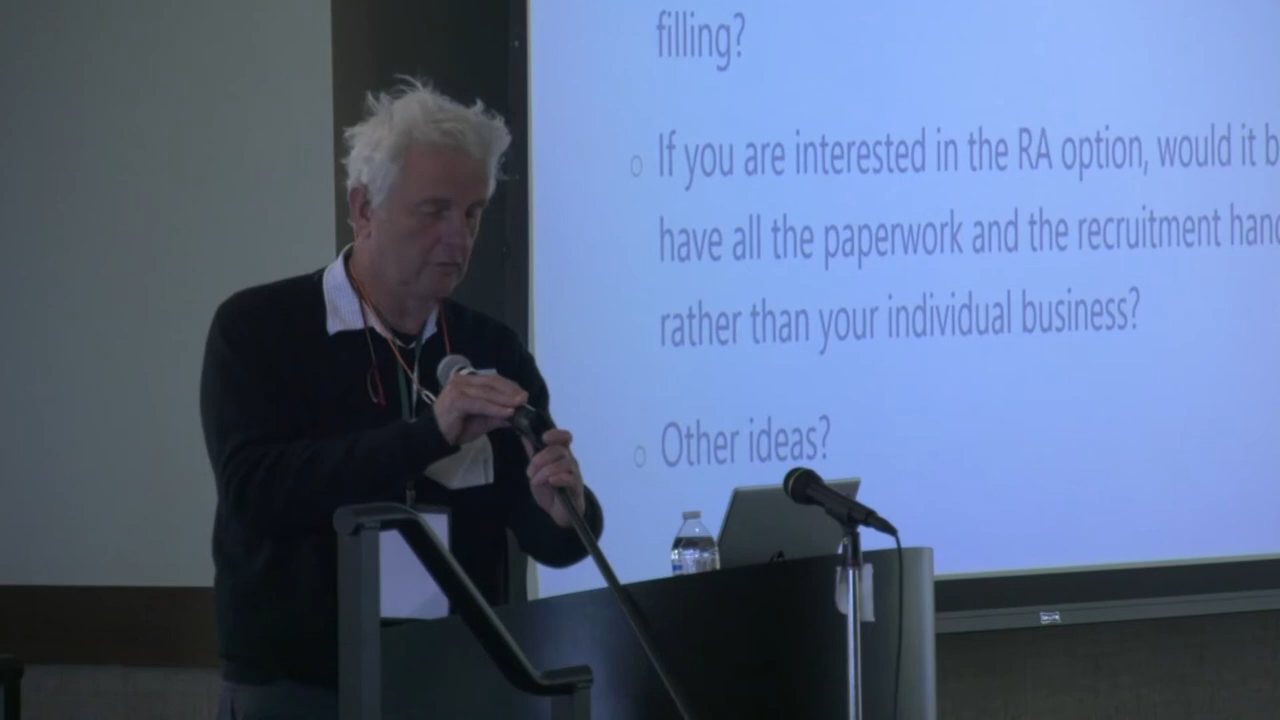 filling?
If you are interested in the RA option, would it
have all the paperwork and the recruitment
rather than your individual business?
Other ideas?